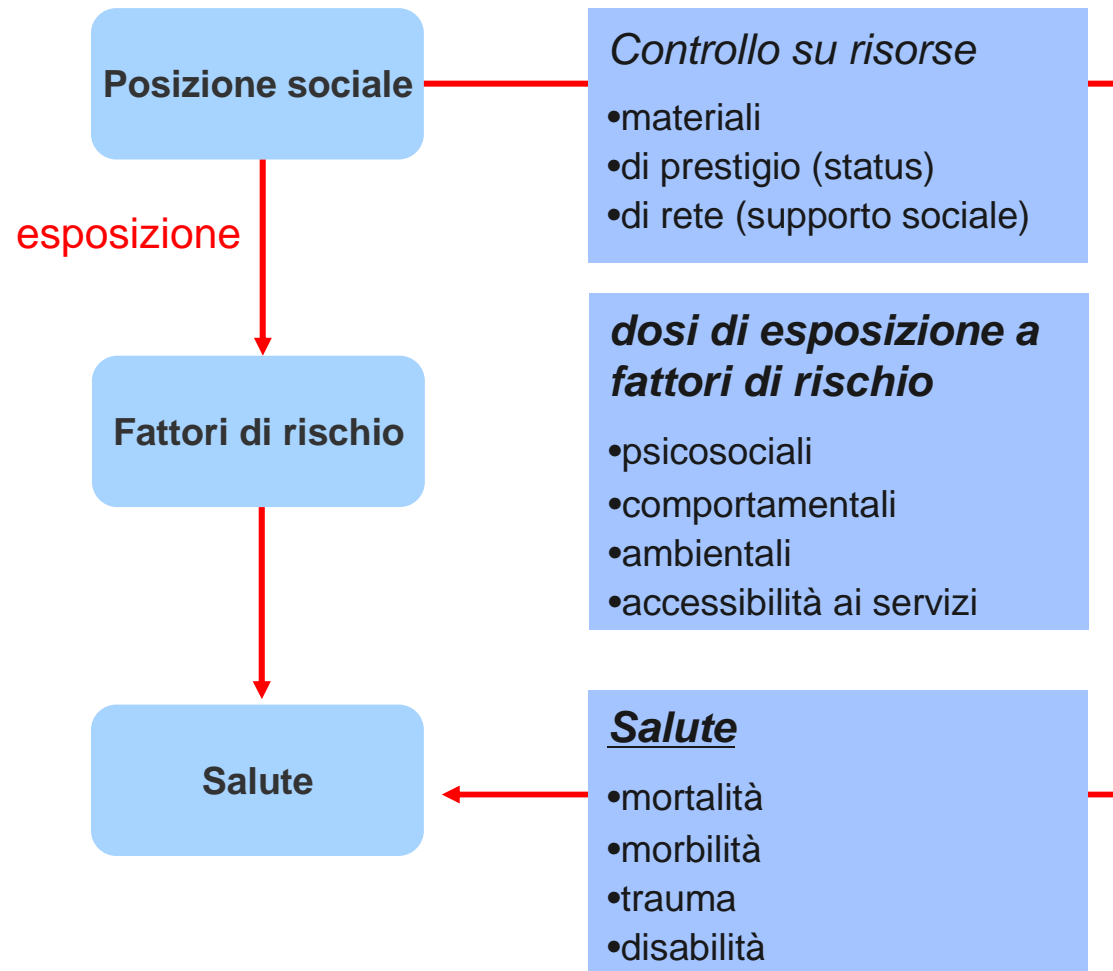 Posizione sociale
Controllo su risorse
•materiali
•di prestigio (status)
•di rete (supporto sociale)
esposizione
Fattori di rischio
dosi di esposizione a
fattori di rischio
•psicosociali
•comportamentali
•ambientali
•accessibilità ai servizi
Salute
Salute
•mortalità
•morbilità
•trauma
•disabilità